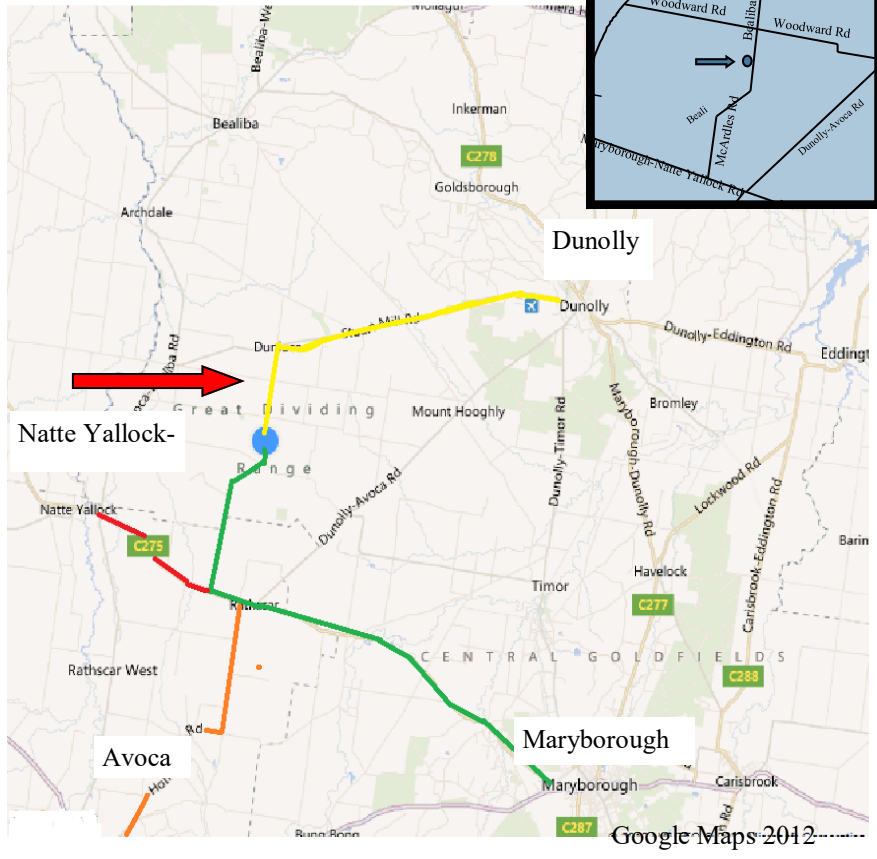 Woodward Rd
Woodward Rd
Beali
McArdles Rd
Dunolly-Avoca Rd
Maryborough-Natte Yallock Rd
Bealiba
Inkerman
C278
Goldsborough
Archdale
Dunolly
Dunolly
Stuart Mill Rd
Dunolly-Eddington Rd
Great Dividing
Range
Mount Hooghly
Bromley
Natte Yallock-
Dunolly-Timor Rd
Maryborough-Dunolly Rd
Lockwood Rd
Carisbrook-Eddington Rd
Dunolly-Avoca Rd
Natte Yallock
C275
Havelock
Timor
C277
Rathscar
CENTRAL GOLDFIELDS
Rathscar West
C288
Rd
Avoca
Maryborough
Maryborough
Carisbrook
C287
Google Maps 2012